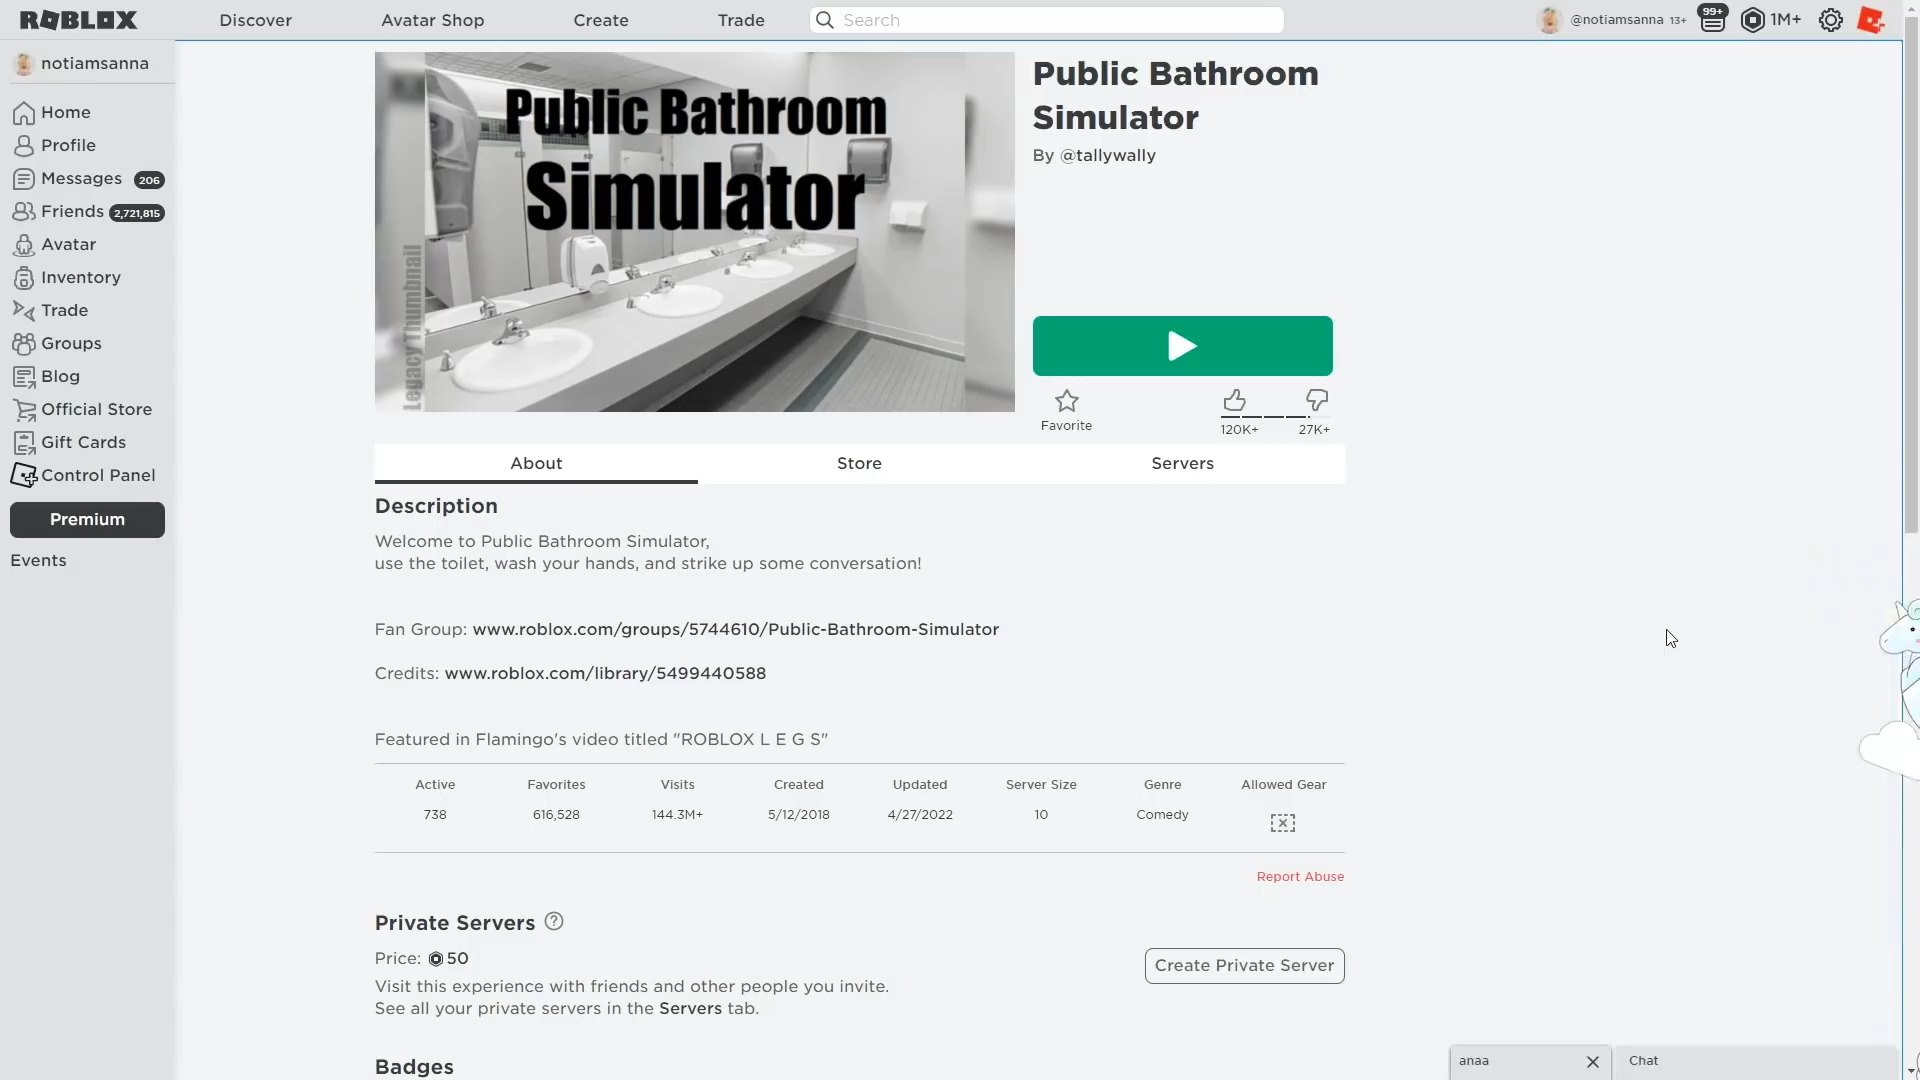 ROBLOX
Discover
Avatar Shop
Create
Trade
Search
@notiamsanna 13+
99+
1M+
notiamsanna
Home
Profile
Messages 206
Friends 2,721,815
Avatar
Inventory
Trade
Groups
Blog
Official Store
Gift Cards
Control Panel
Premium
Events
Public Bathroom
Simulator
Legacy Thumbnail
Public Bathroom
Simulator
By @tallywally
Favorite
120K+
27K+
About
Store
Servers
Description
Welcome to Public Bathroom Simulator,
use the toilet, wash your hands, and strike up some conversation!
Fan Group: www.roblox.com/groups/5744610/Public-Bathroom-Simulator
Credits: www.roblox.com/library/5499440588
Featured in Flamingo's video titled "ROBLOX L E G S"
Active Favorites Visits Created Updated Server Size Genre Allowed Gear
738 616,528 144.3M+ 5/12/2018 4/27/2022 10 Comedy
Report Abuse
Private Servers ?
Price: 50
Create Private Server
Visit this experience with friends and other people you invite.
See all your private servers in the Servers tab.
Badges
anaa
Chat